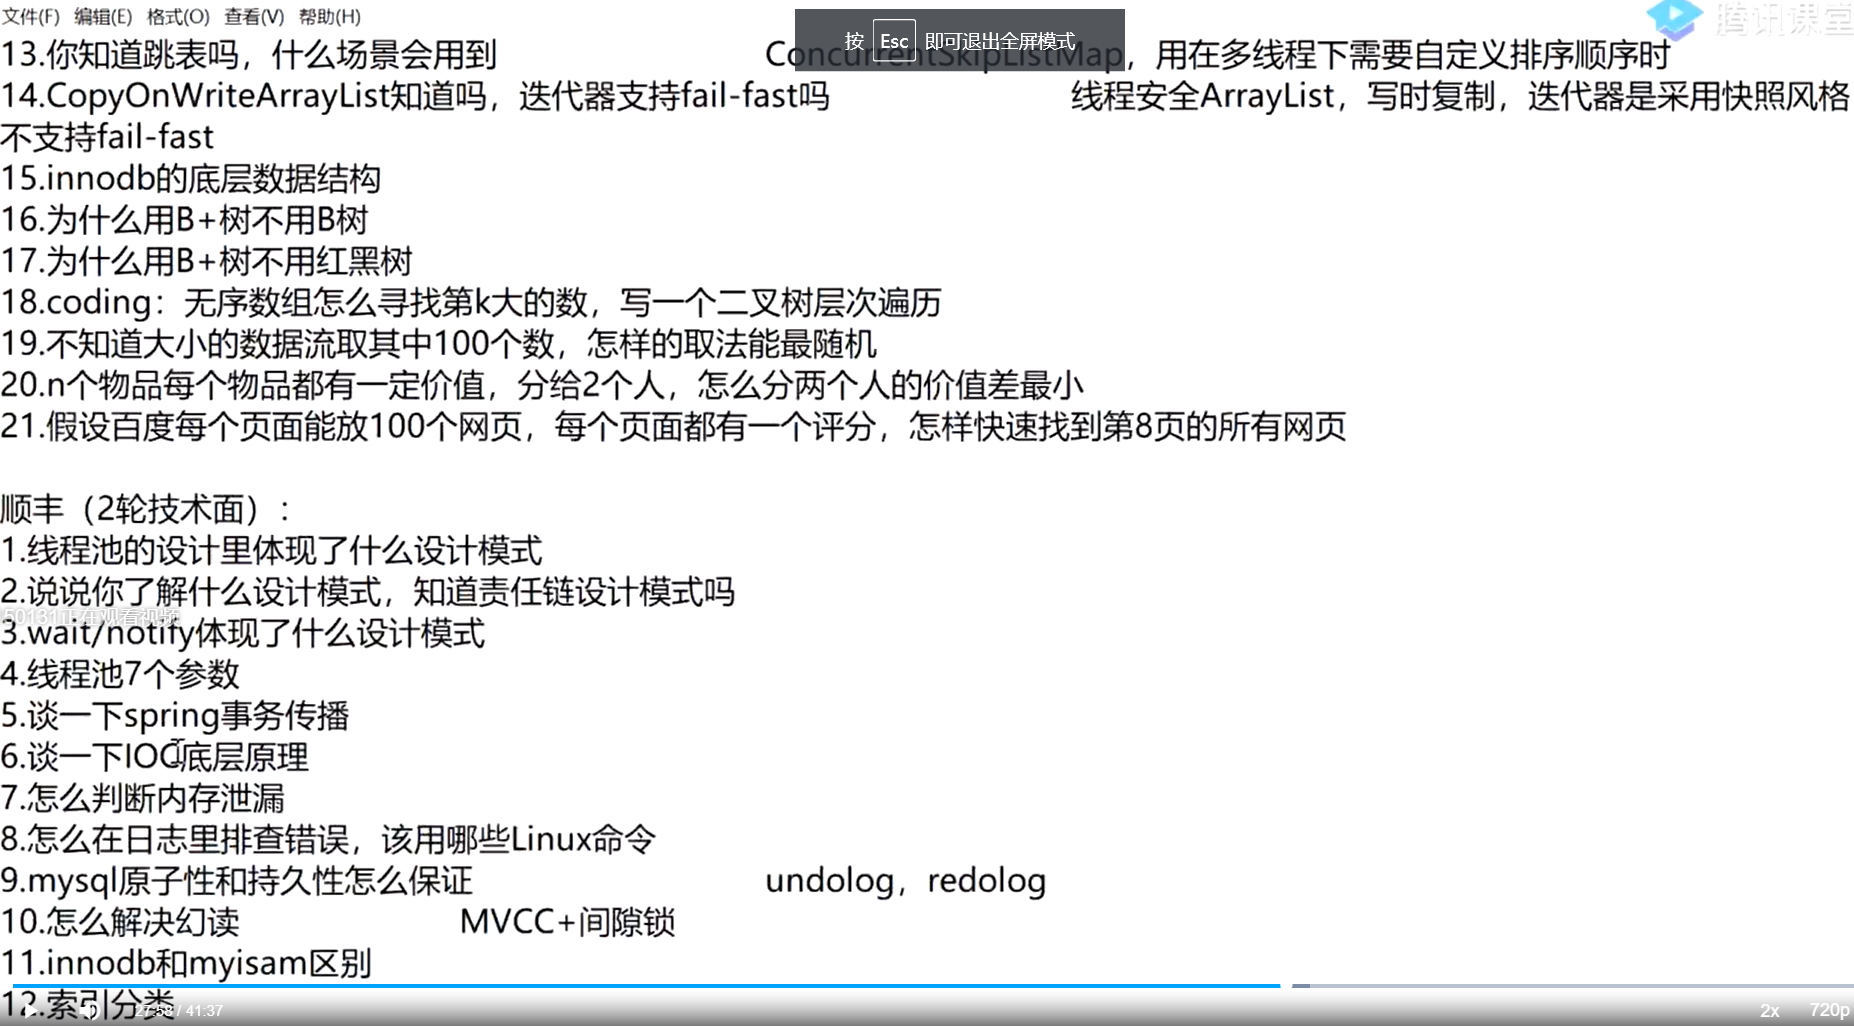 文件(F) 编辑(E) 格式(O) 查看(V) 帮助(H)
按 Esc 即可退出全屏模式
腾讯课堂
13.你知道跳表吗，什么场景会用到 ConcurrentSkipListMap，用在多线程下需要自定义排序顺序时
14.CopyOnWriteArrayList知道吗，迭代器支持fail-fast吗 线程安全ArrayList，写时复制，迭代器是采用快照风格
不支持fail-fast
15.innodb的底层数据结构
16.为什么用B+树不用B树
17.为什么用B+树不用红黑树
18.coding：无序数组怎么寻找第k大的数，写一个二叉树层次遍历
19.不知道大小的数据流取其中100个数，怎样的取法能最随机
20.n个物品每个物品都有一定价值，分给2个人，怎么分两个人的价值差最小
21.假设百度每个页面能放100个网页，每个页面都有一个评分，怎样快速找到第8页的所有网页
顺丰（2轮技术面）：
1.线程池的设计里体现了什么设计模式
2.说说你了解什么设计模式，知道责任链设计模式吗
50131正在观看视频
3.wait/notify体现了什么设计模式
4.线程池7个参数
5.谈一下spring事务传播
6.谈一下IOC底层原理
7.怎么判断内存泄漏
8.怎么在日志里排查错误，该用哪些Linux命令
9.mysql原子性和持久性怎么保证 undolog，redolog
10.怎么解决幻读 MVCC+间隙锁
11.innodb和myisam区别
12.索引分类
27:58 / 41:37
2x 720p